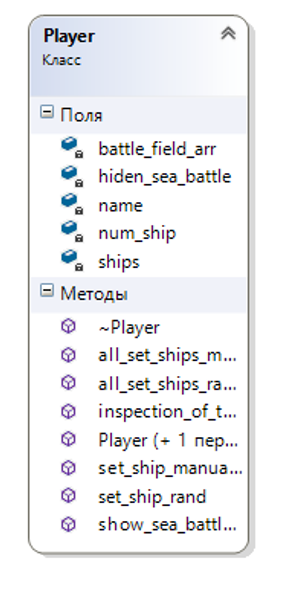 Player
Класс
Поля
battle_field_arr
hiden_sea_battle
name
num_ship
ships
Методы
~Player
all_set_ships_m...
all_set_ships_ra...
inspection_of_t...
Player (+ 1 пер...
set_ship_manua...
set_ship_rand
show_sea_battl...